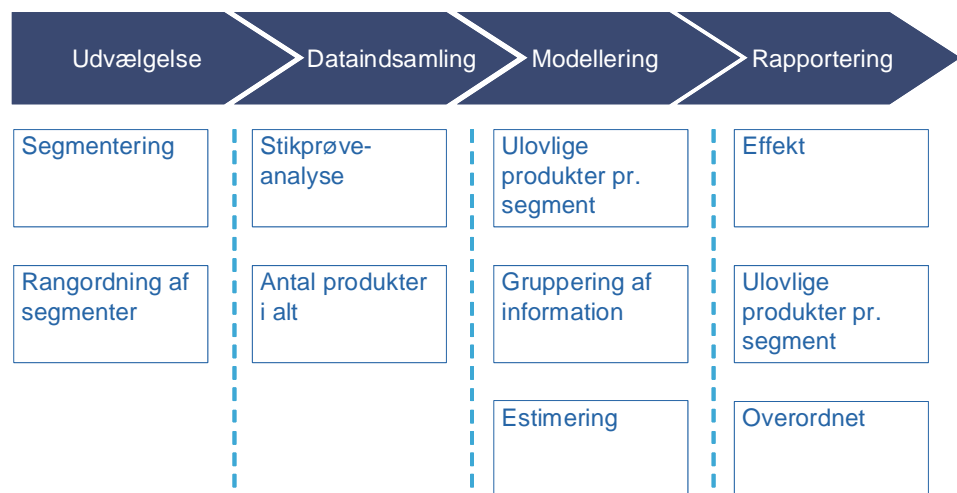 Udvælgelse
Dataindsamling
Modellering
Rapportering
Segmentering
Rangordning af
segmenter
Stikprøve-
analyse
Antal produkter
i alt
Ulovlige
produkter pr.
segment
Gruppering af
information
Estimering
Effekt
Ulovlige
produkter pr.
segment
Overordnet